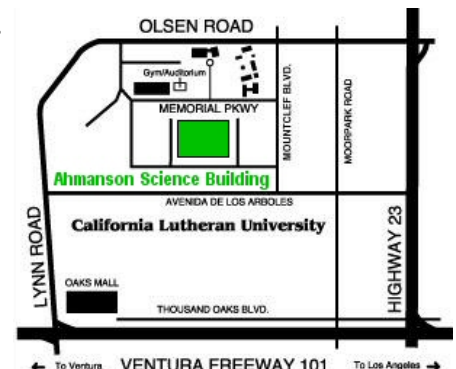 OLSEN ROAD
Gym/Auditorium
MEMORIAL PKWY
MOUNTCLEF BLVD.
MOORPARK ROAD
Ahmanson Science Building
AVENIDA DE LOS ARBOLES
California Lutheran University
LYNN ROAD
HIGHWAY 23
OAKS MALL
THOUSAND OAKS BLVD.
← To Ventura VENTURA FREEWAY 101 To Los Angeles →